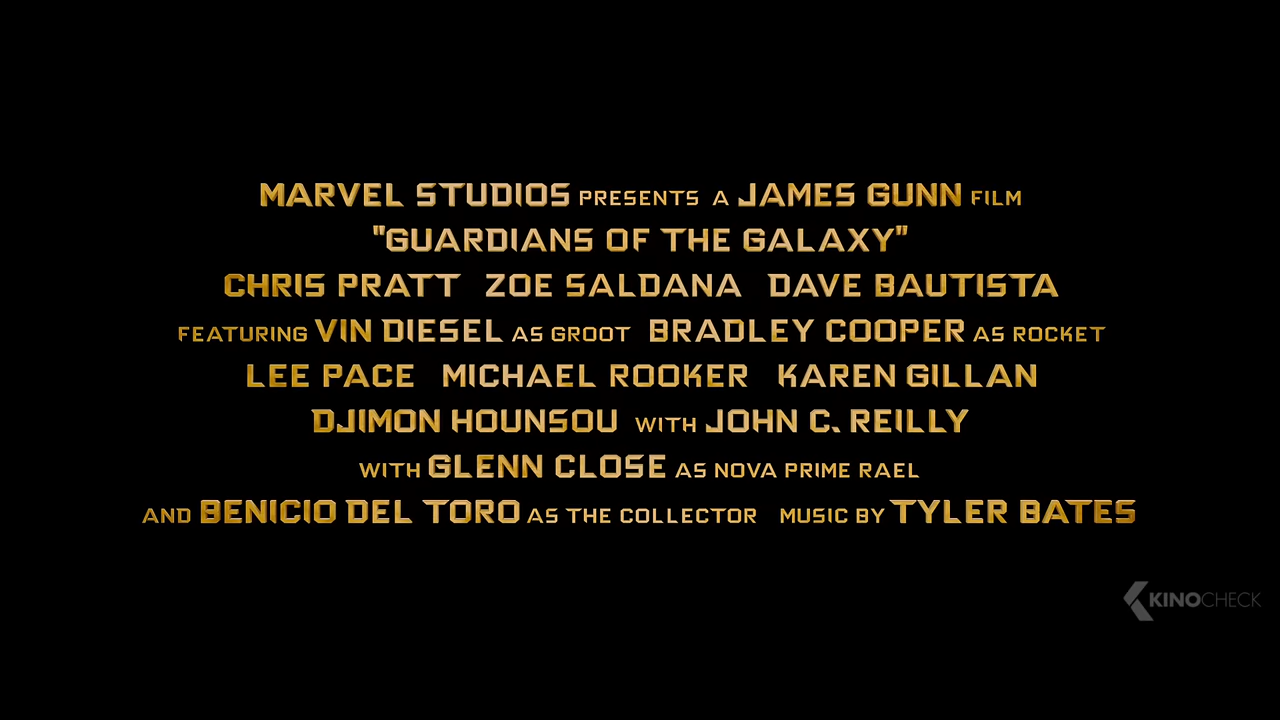 MARVEL STUDIOS PRESENTS A JAMES GUNN FILM
"GUARDIANS OF THE GALAXY"
CHRIS PRATT ZOE SALDANA DAVE BAUTISTA
FEATURING VIN DIESEL AS GROOT BRADLEY COOPER AS ROCKET
LEE PACE MICHAEL ROOKER KAREN GILLAN
DJIMON HOUNSOU WITH JOHN C. REILLY
WITH GLENN CLOSE AS NOVA PRIME RAEL
AND BENICIO DEL TORO AS THE COLLECTOR MUSIC BY TYLER BATES
KINOCHECK